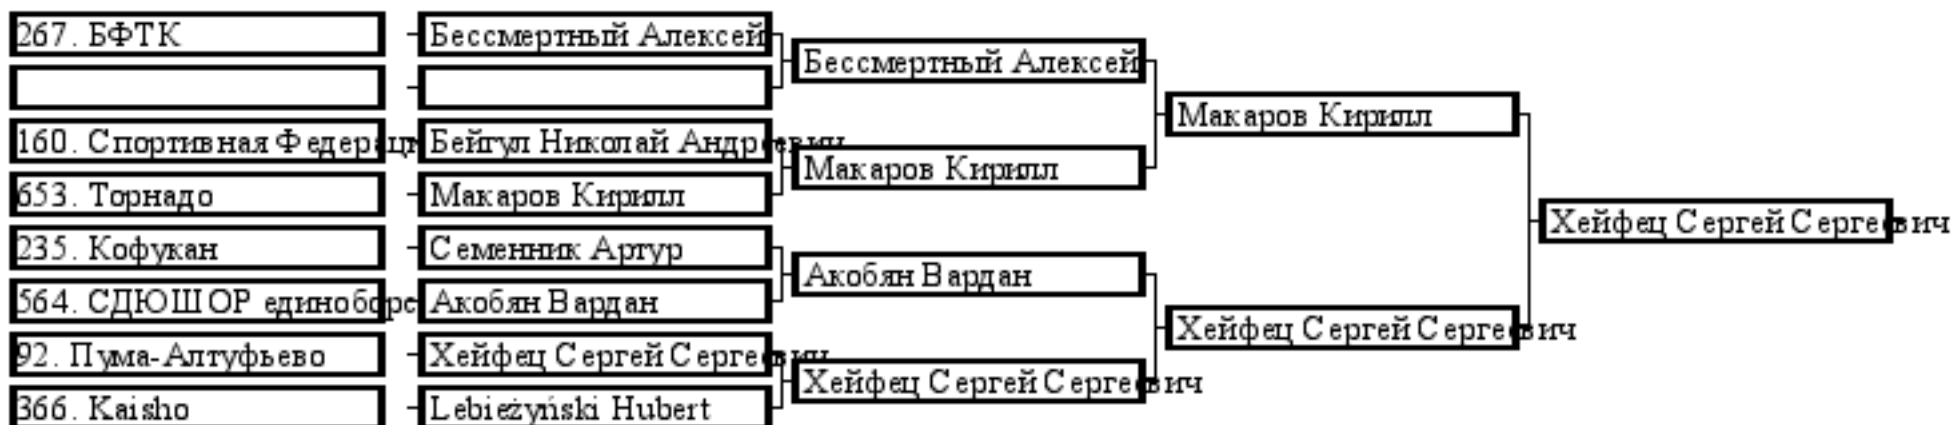 267. БФТК
Бессмертный Алексей
Бессмертный Алексей
Макаров Кирилл
160. Спортивная Федераци
Бейгул Николай Андреевич
Макаров Кирилл
653. Торнадо
Макаров Кирилл
Хейфец Сергей Сергеевич
235. Кофукан
Семенник Артур
Акобян Вардан
564. СДЮШОР единоборс
Акобян Вардан
Хейфец Сергей Сергеевич
92. Пума-Алтуфьево
Хейфец Сергей Сергеевич
Хейфец Сергей Сергеевич
366. Kaisho
Lebieżyński Hubert